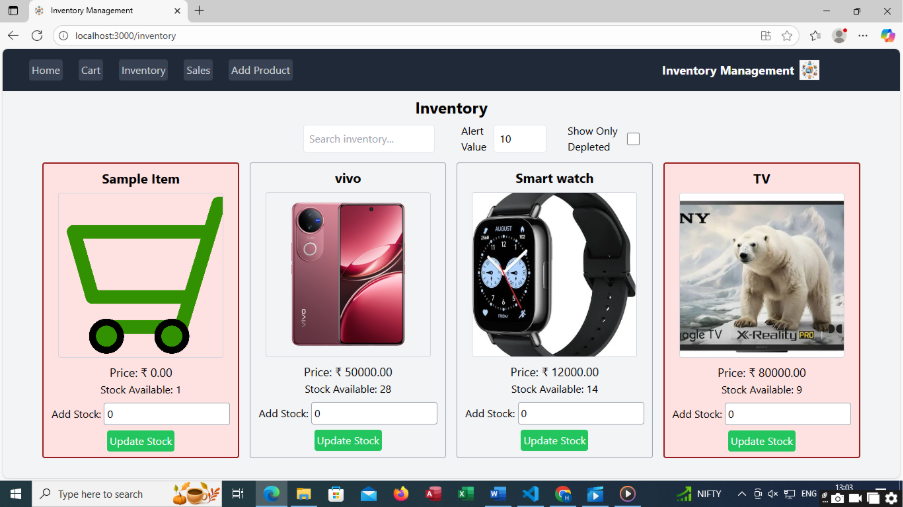 Inventory Management
localhost:3000/inventory
Home Cart Inventory Sales Add Product Inventory Management
Inventory
Search inventory... Alert Value 10 Show Only Depleted
Sample Item
Price: ₹ 0.00
Stock Available: 1
Add Stock: 0
Update Stock
vivo
vivo
Price: ₹ 50000.00
Stock Available: 28
Add Stock: 0
Update Stock
Smart watch
AUGUST
Price: ₹ 12000.00
Stock Available: 14
Add Stock: 0
Update Stock
TV
NY
ogle TV X-Reality PRO
Price: ₹ 80000.00
Stock Available: 9
Add Stock: 0
Update Stock
Type here to search NIFTY ENG 13:03